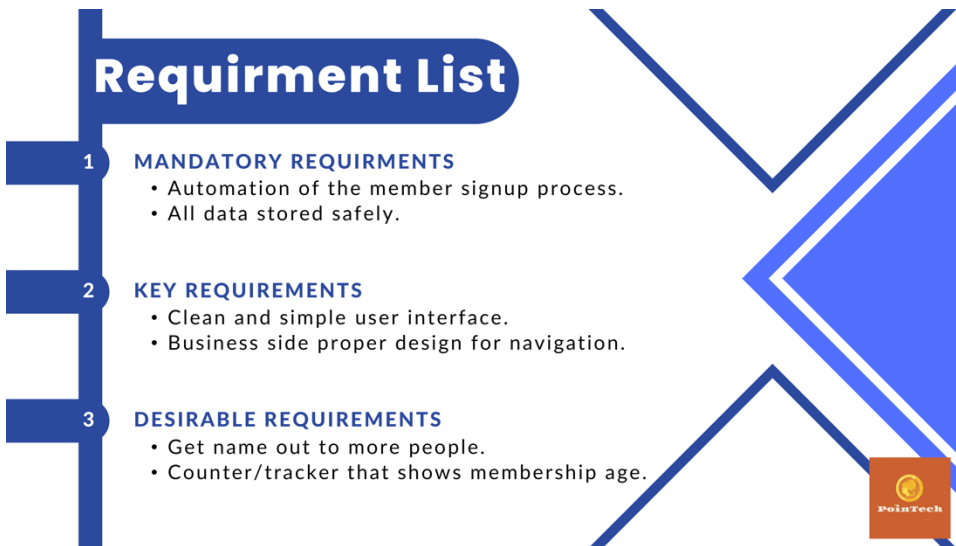 Requirment List
1 MANDATORY REQUIRMENTS
• Automation of the member signup process.
• All data stored safely.
2 KEY REQUIREMENTS
• Clean and simple user interface.
• Business side proper design for navigation.
3 DESIRABLE REQUIREMENTS
• Get name out to more people.
• Counter/tracker that shows membership age.
PoinTech